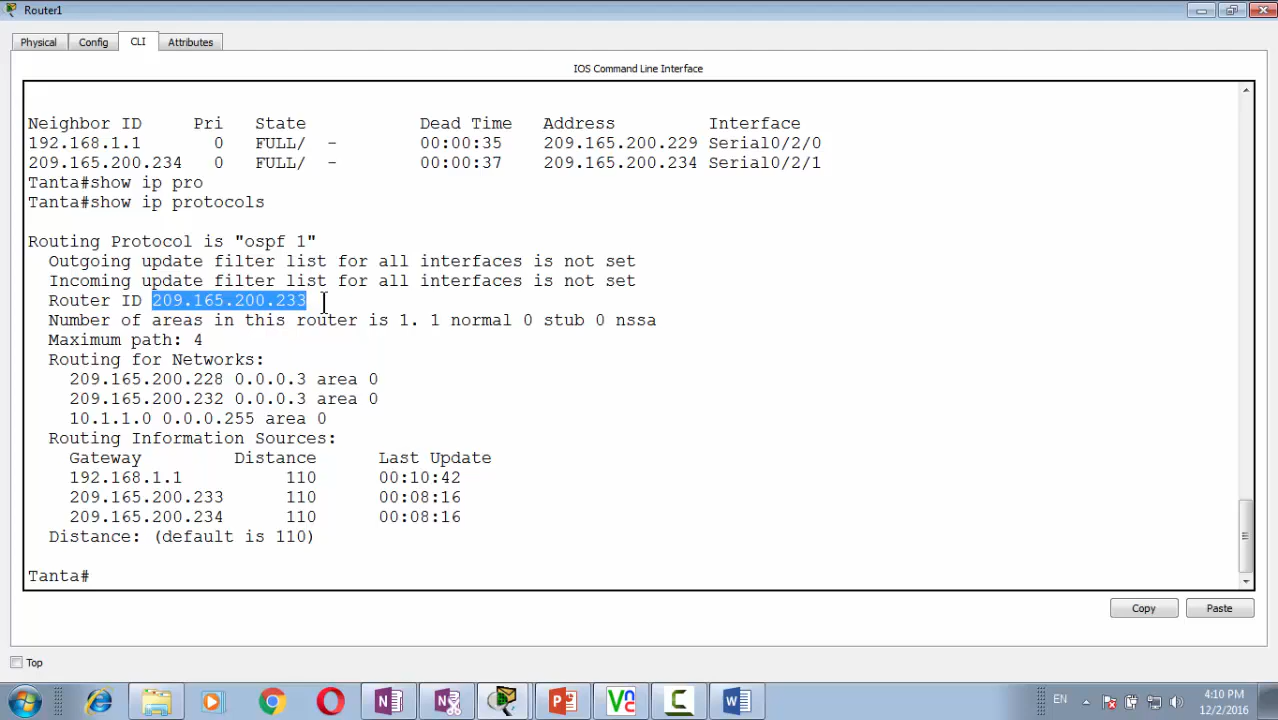 Router1
Physical Config CLI Attributes
IOS Command Line Interface
Neighbor ID Pri State Dead Time Address Interface
192.168.1.1 0 FULL/ - 00:00:35 209.165.200.229 Serial0/2/0
209.165.200.234 0 FULL/ - 00:00:37 209.165.200.234 Serial0/2/1
Tanta#show ip pro
Tanta#show ip protocols
Routing Protocol is "ospf 1"
Outgoing update filter list for all interfaces is not set
Incoming update filter list for all interfaces is not set
Router ID 209.165.200.233
Number of areas in this router is 1. 1 normal 0 stub 0 nssa
Maximum path: 4
Routing for Networks:
209.165.200.228 0.0.0.3 area 0
209.165.200.232 0.0.0.3 area 0
10.1.1.0 0.0.0.255 area 0
Routing Information Sources:
Gateway Distance Last Update
192.168.1.1 110 00:10:42
209.165.200.233 110 00:08:16
209.165.200.234 110 00:08:16
Distance: (default is 110)
Tanta#
Copy Paste
Top
EN 4:10 PM
12/2/2016